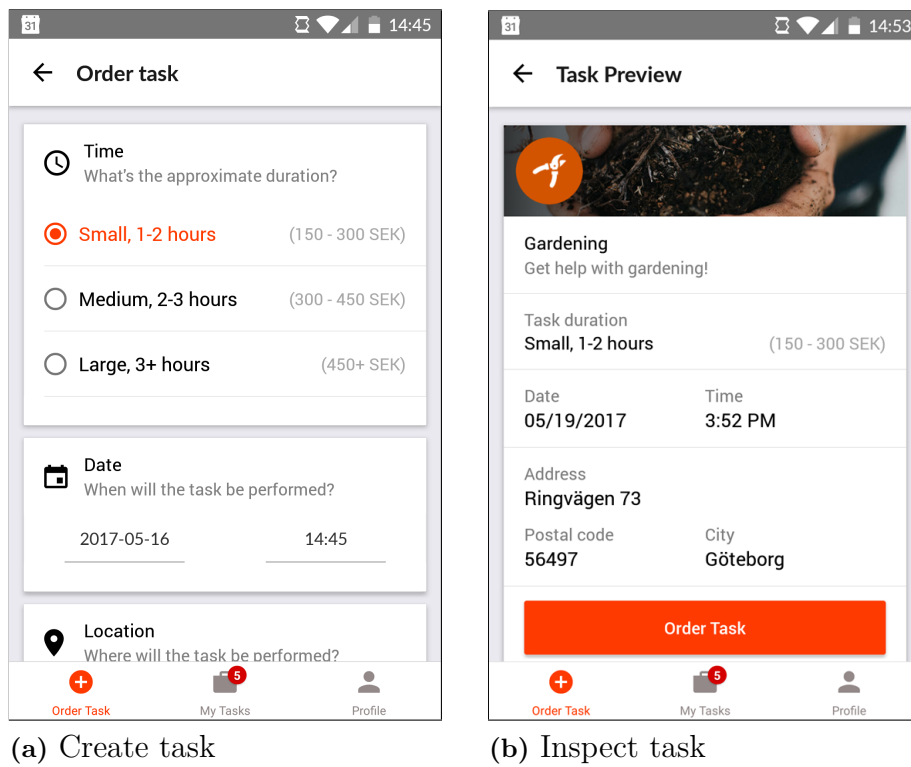 31 14:45
Order task
Time
What's the approximate duration?
Small, 1-2 hours (150 - 300 SEK)
Medium, 2-3 hours (300 - 450 SEK)
Large, 3+ hours (450+ SEK)
Date
When will the task be performed?
2017-05-16 14:45
Location
Where will the task be performed?
5
Order Task My Tasks Profile
(a) Create task
31 14:53
Task Preview
Gardening
Get help with gardening!
Task duration
Small, 1-2 hours (150 - 300 SEK)
Date Time
05/19/2017 3:52 PM
Address
Ringvägen 73
Postal code City
56497 Göteborg
Order Task
5
Order Task My Tasks Profile
(b) Inspect task